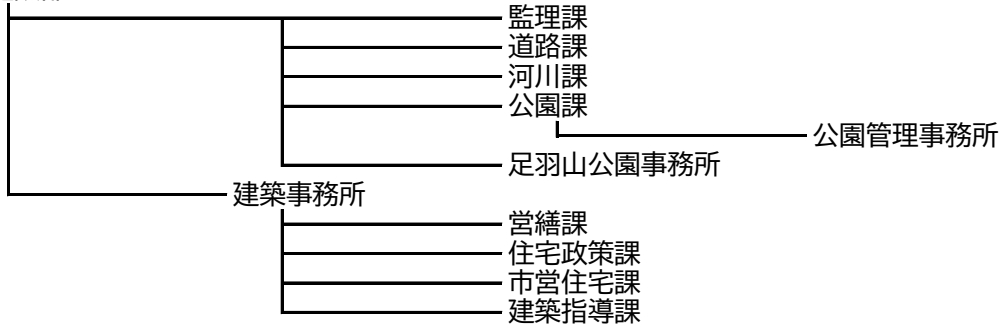 監理課
道路課
河川課
公園課
公園管理事務所
足羽山公園事務所
建築事務所
営繕課
住宅政策課
市営住宅課
建築指導課